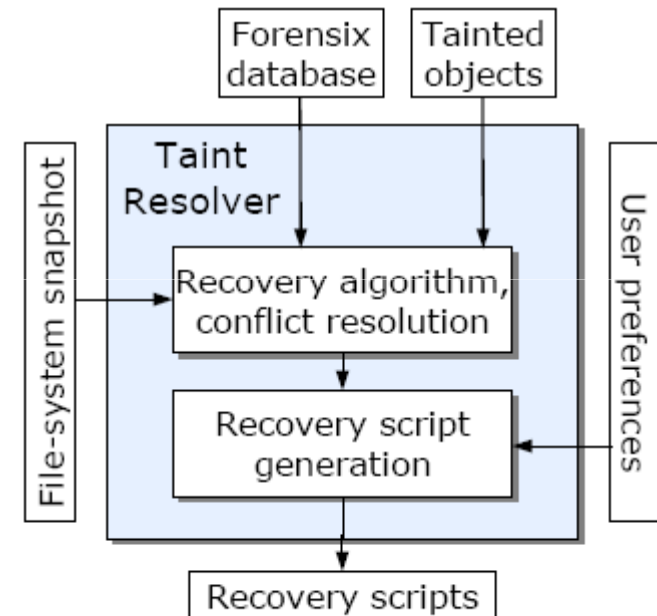 Forensix
database
Tainted
objects
Taint
Resolver
File-system snapshot
User preferences
Recovery algorithm,
conflict resolution
Recovery script
generation
Recovery scripts